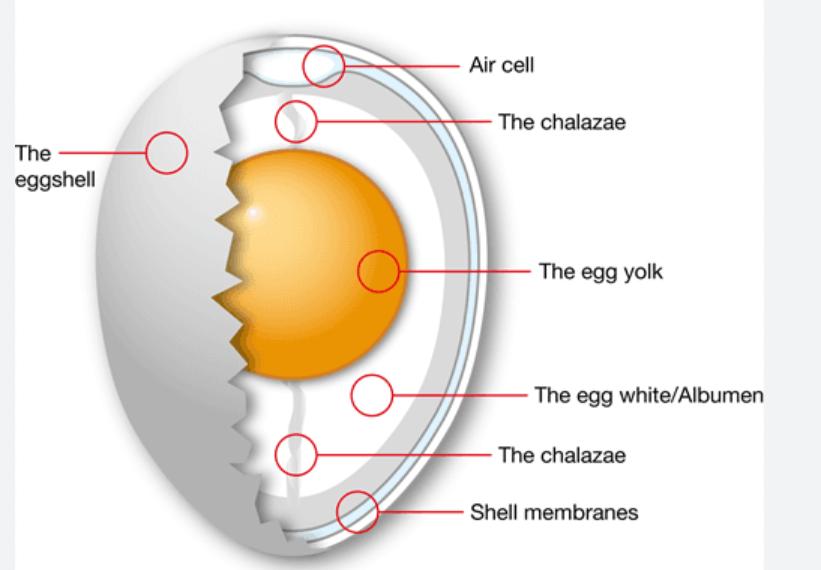 Air cell
The chalazae
The
eggshell
The egg yolk
The egg white/Albumen
The chalazae
Shell membranes